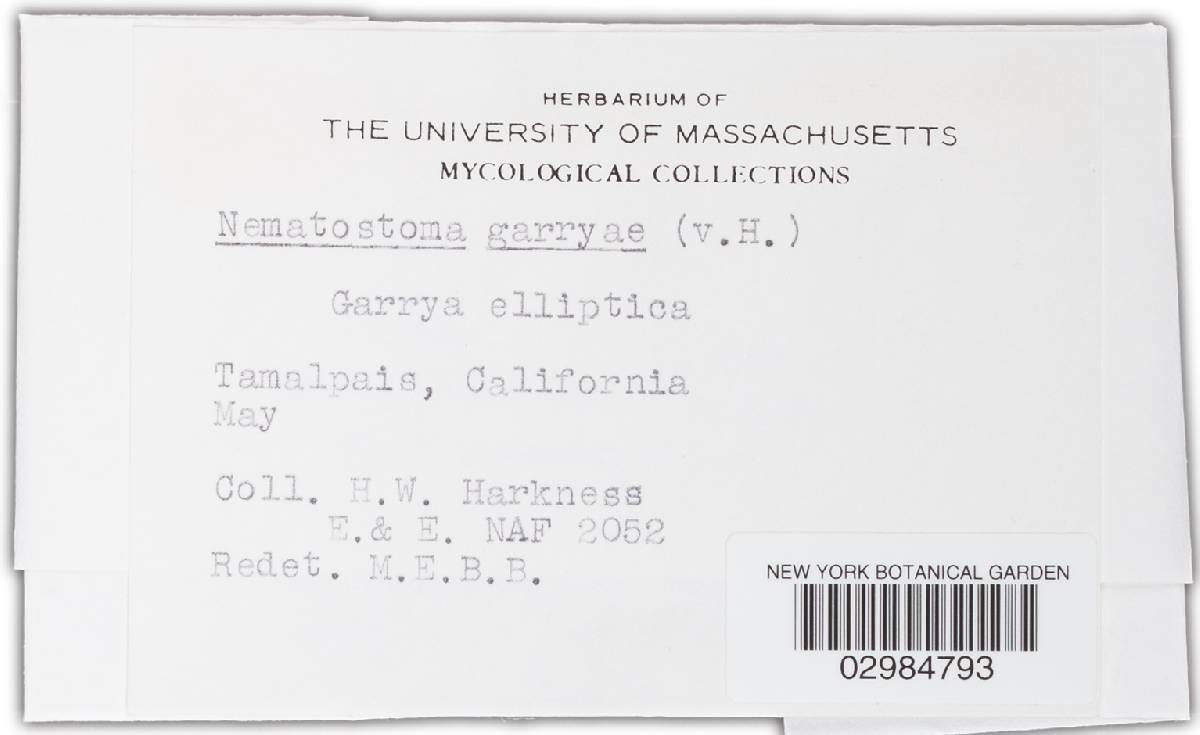 HERBARIUM OF
THE UNIVERSITY OF MASSACHUSETTS
MYCOLOGICAL COLLECTIONS
Nematostoma garryae (v.H.)
Garrya elliptica
Tamalpais, California
May
Coll. H.W. Harkness
E.& E. NAF 2052
Redet. M.E.B.B.
NEW YORK BOTANICAL GARDEN
02984793